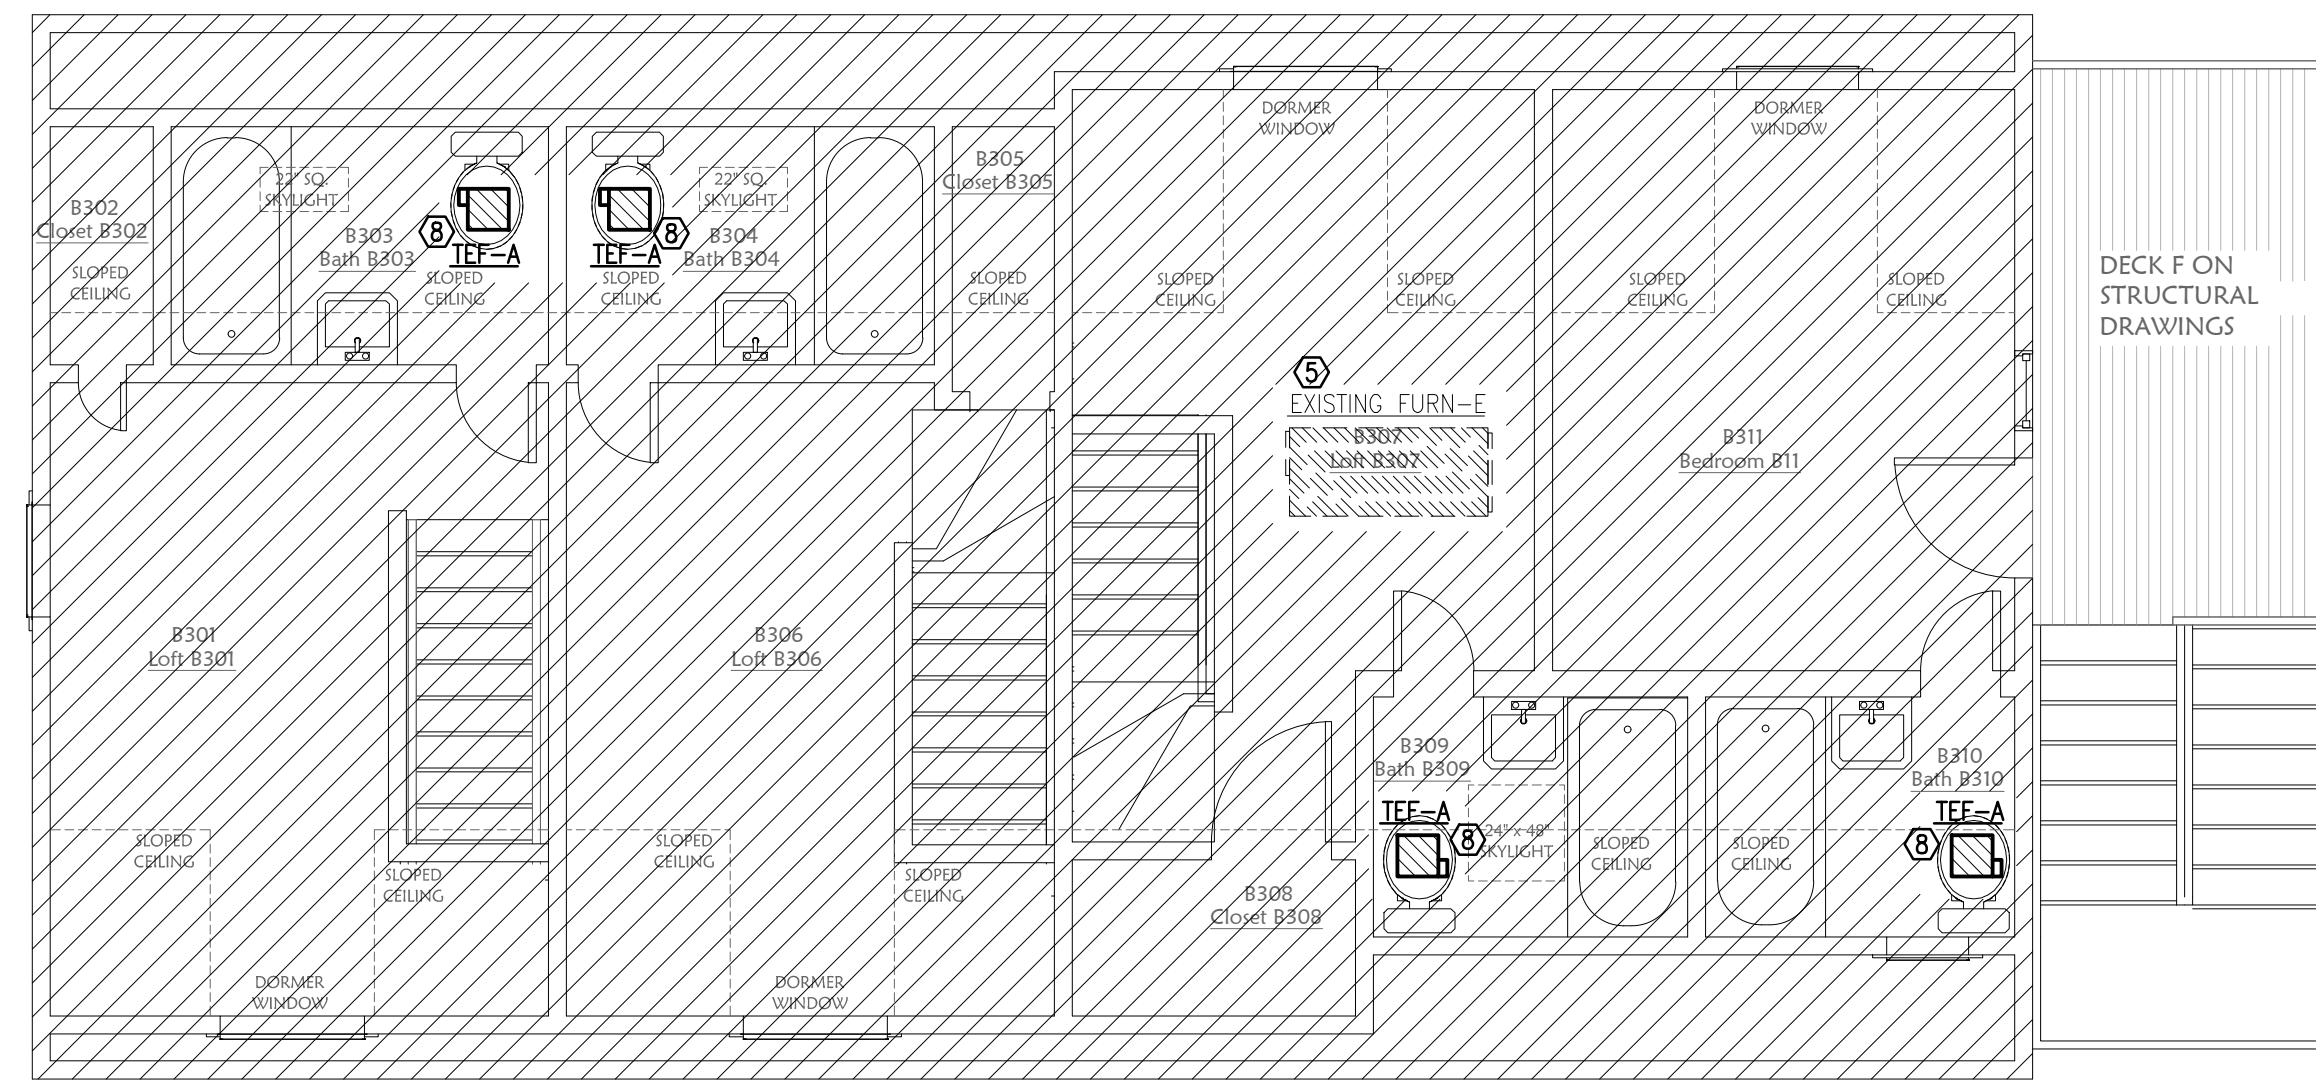 DORMER
WINDOW
DORMER
WINDOW
B302
Closet B302
SLOPED
CEILING
22" SQ.
SKYLIGHT
B303
Bath B303
8
TEF-A
SLOPED
CEILING
TEF-A
8
SLOPED
CEILING
22" SQ.
SKYLIGHT
B304
Bath B304
B305
Closet B305
SLOPED
CEILING
SLOPED
CEILING
SLOPED
CEILING
SLOPED
CEILING
SLOPED
CEILING
DECK F ON
STRUCTURAL
DRAWINGS
5
EXISTING FURN-E
B307
Loft B307
B311
Bedroom B11
B301
Loft B301
B306
Loft B306
B309
Bath B309
TEF-A
8
24" x 48"
SKYLIGHT
SLOPED
CEILING
SLOPED
CEILING
B310
Bath B310
TEF-A
8
SLOPED
CEILING
SLOPED
CEILING
SLOPED
CEILING
SLOPED
CEILING
B308
Closet B308
DORMER
WINDOW
DORMER
WINDOW